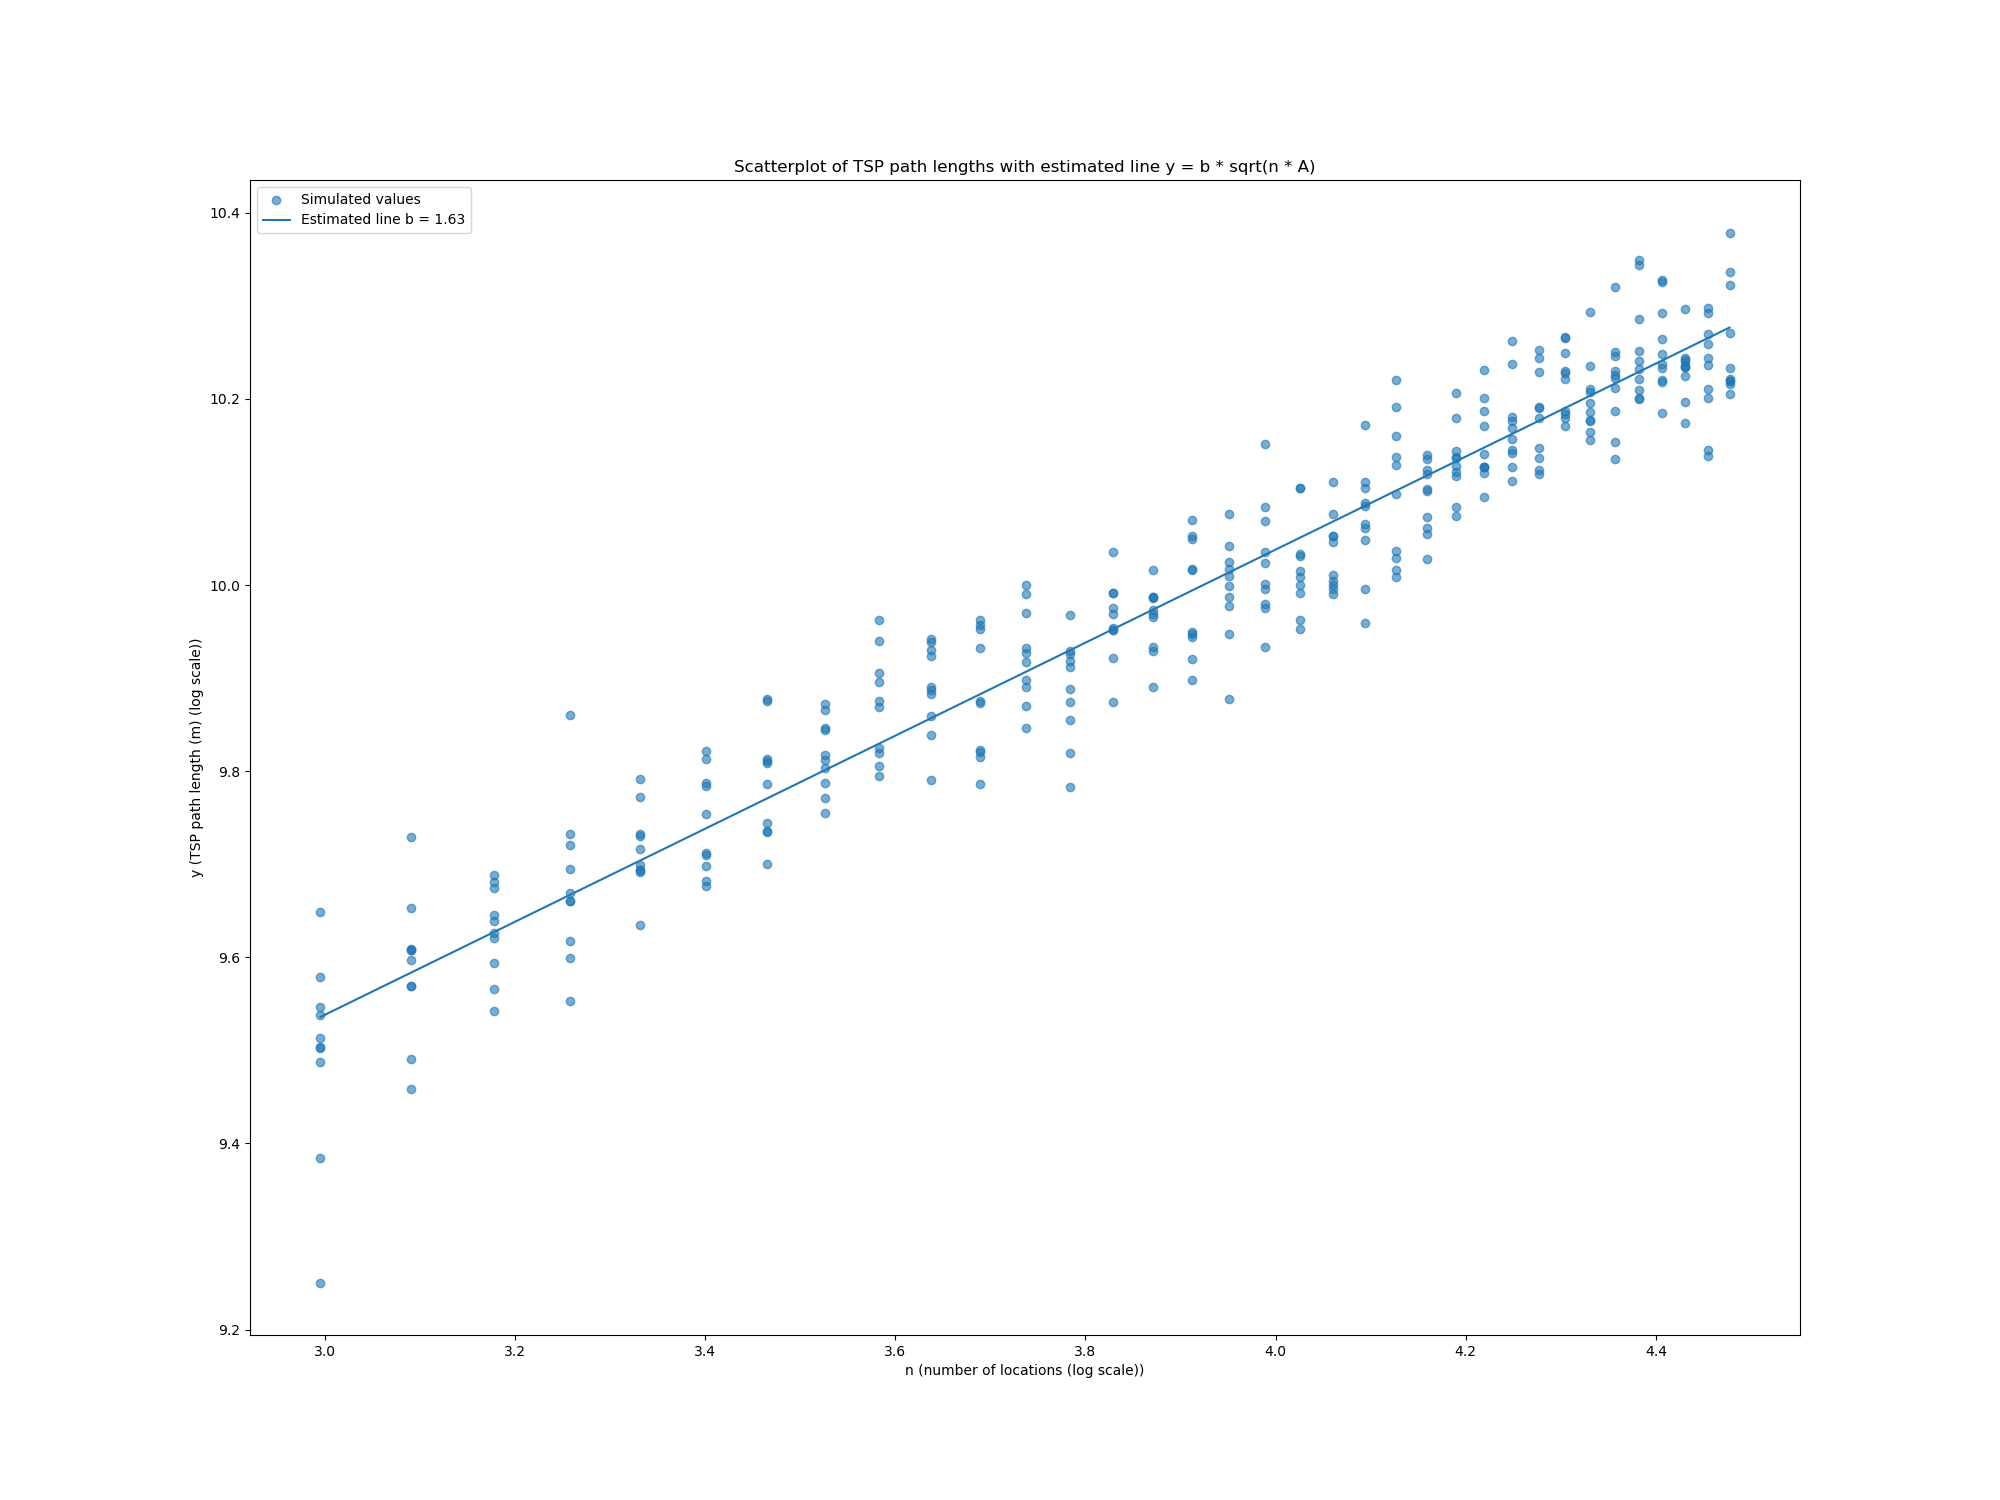 Scatterplot of TSP path lengths with estimated line y = b * sqrt(n * A)
Simulated values
Estimated line b = 1.63
10.4
10.2
10.0
9.8
9.6
9.4
9.2
y (TSP path length (m) (log scale))
3.0 3.2 3.4 3.6 3.8 4.0 4.2 4.4
n (number of locations (log scale))